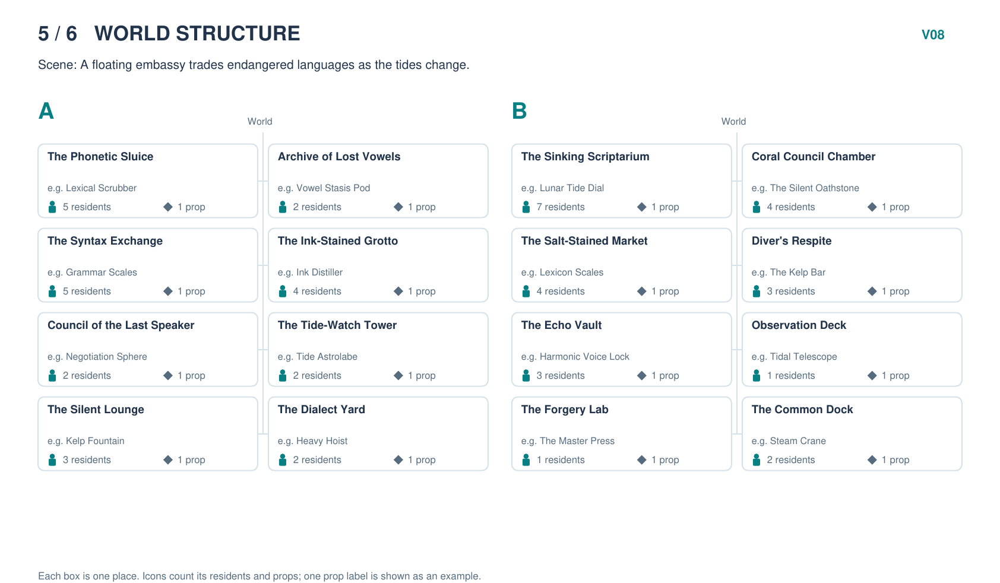 5 / 6 WORLD STRUCTURE
V08
Scene: A floating embassy trades endangered languages as the tides change.
A
World
The Phonetic Sluice
e.g. Lexical Scrubber
5 residents
1 prop
Archive of Lost Vowels
e.g. Vowel Stasis Pod
2 residents
1 prop
The Syntax Exchange
e.g. Grammar Scales
5 residents
1 prop
The Ink-Stained Grotto
e.g. Ink Distiller
4 residents
1 prop
Council of the Last Speaker
e.g. Negotiation Sphere
2 residents
1 prop
The Tide-Watch Tower
e.g. Tide Astrolabe
2 residents
1 prop
The Silent Lounge
e.g. Kelp Fountain
3 residents
1 prop
The Dialect Yard
e.g. Heavy Hoist
2 residents
1 prop
B
World
The Sinking Scriptarium
e.g. Lunar Tide Dial
7 residents
1 prop
Coral Council Chamber
e.g. The Silent Oathstone
4 residents
1 prop
The Salt-Stained Market
e.g. Lexicon Scales
4 residents
1 prop
Diver's Respite
e.g. The Kelp Bar
3 residents
1 prop
The Echo Vault
e.g. Harmonic Voice Lock
3 residents
1 prop
Observation Deck
e.g. Tidal Telescope
1 residents
1 prop
The Forgery Lab
e.g. The Master Press
1 residents
1 prop
The Common Dock
e.g. Steam Crane
2 residents
1 prop
Each box is one place. Icons count its residents and props; one prop label is shown as an example.